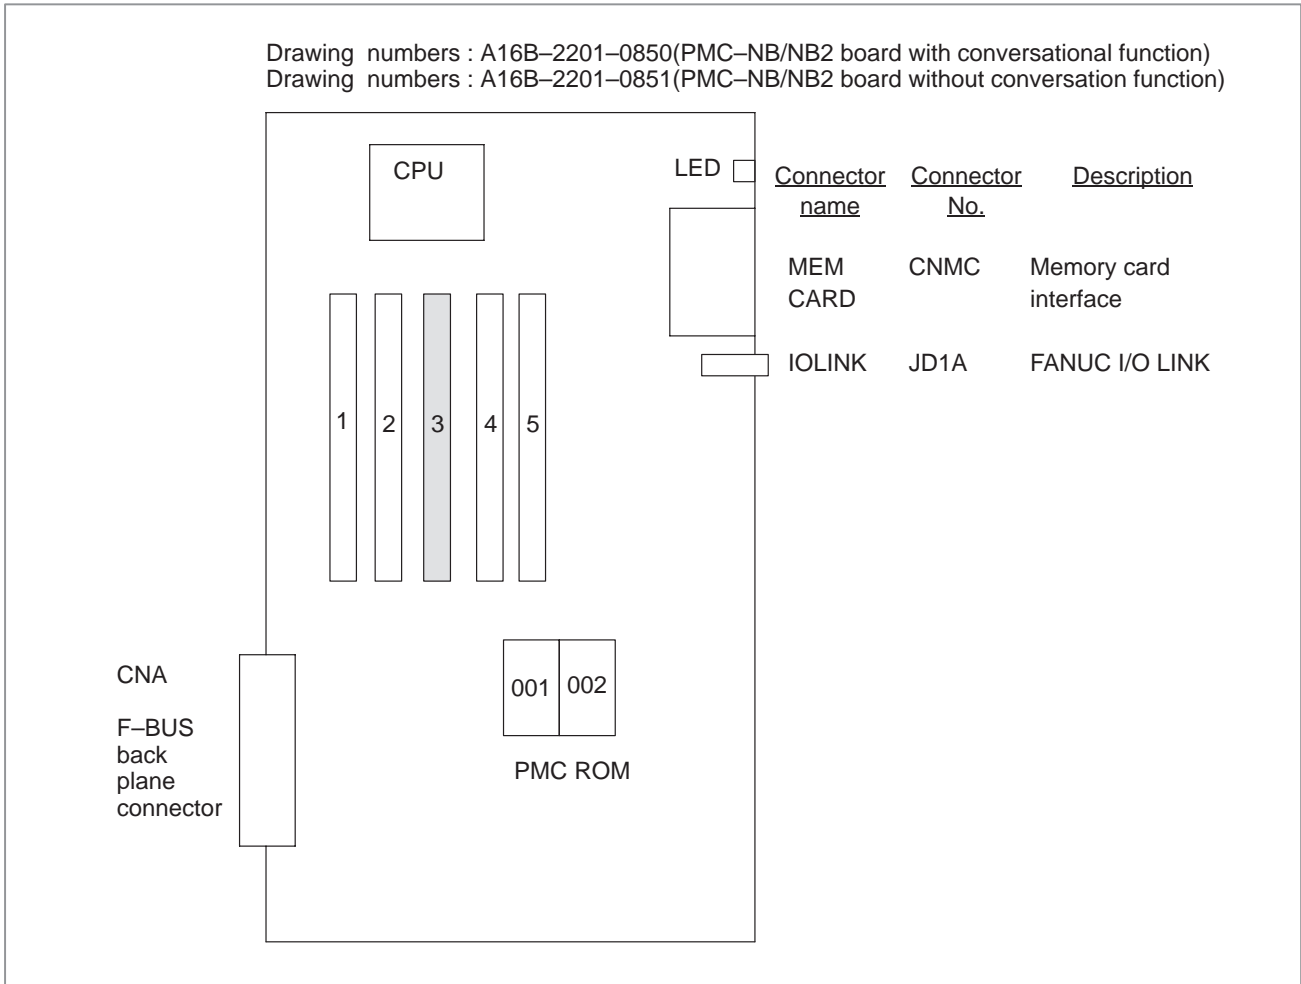 Drawing numbers : A16B–2201–0850(PMC–NB/NB2 board with conversational function)
Drawing numbers : A16B–2201–0851(PMC–NB/NB2 board without conversation function)
CPU
LED
Connector name Connector No. Description
MEM CARD CNMC Memory card interface
IOLINK JD1A FANUC I/O LINK
1 2 3 4 5
CNA
F–BUS
back
plane
connector
001 002
PMC ROM